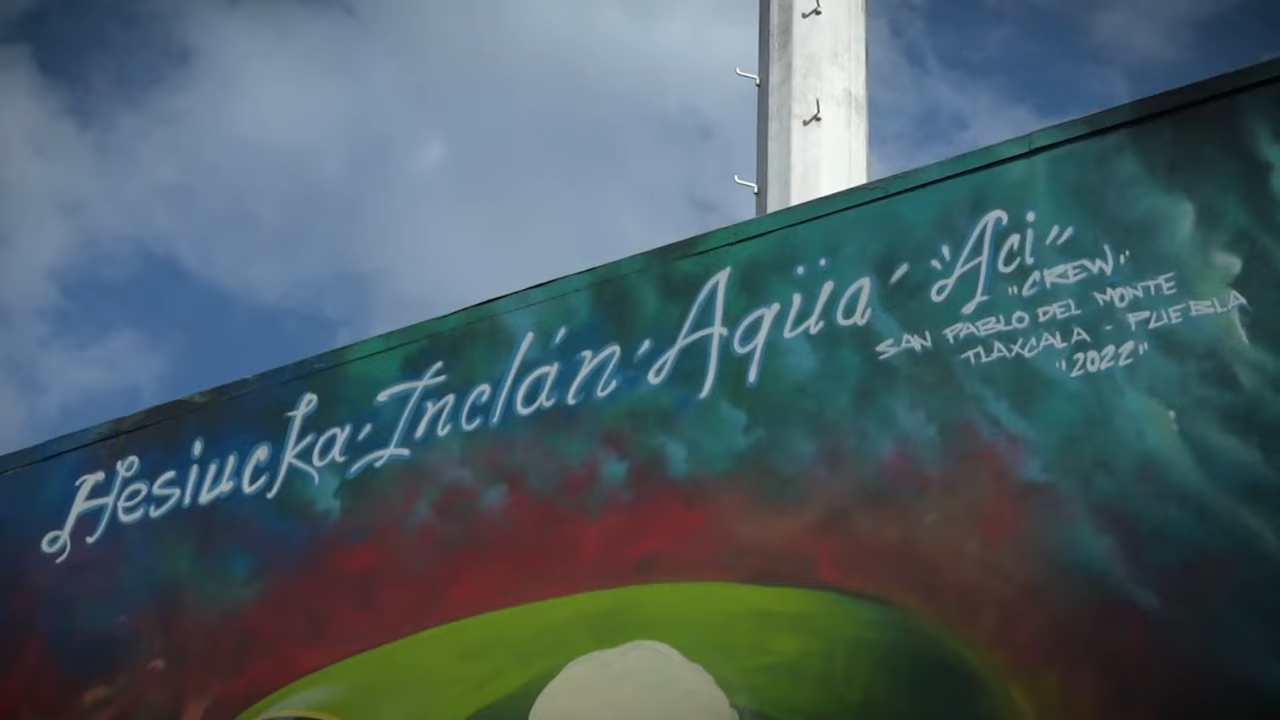 Hesiucka·Inclán·Aqüa´ "Aci"
"CREW"
SAN PABLO DEL MONTE
TLAXCALA - PUEBLA
"2022"